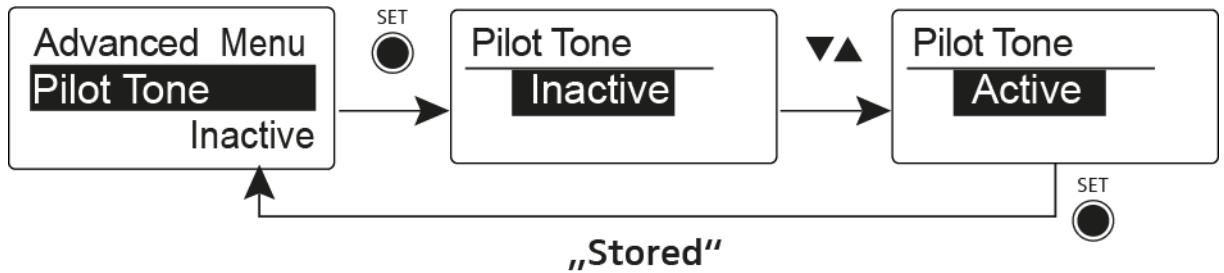 Advanced Menu
Pilot Tone
Inactive
SET
Pilot Tone
Inactive
▼▲
Pilot Tone
Active
SET
„Stored“